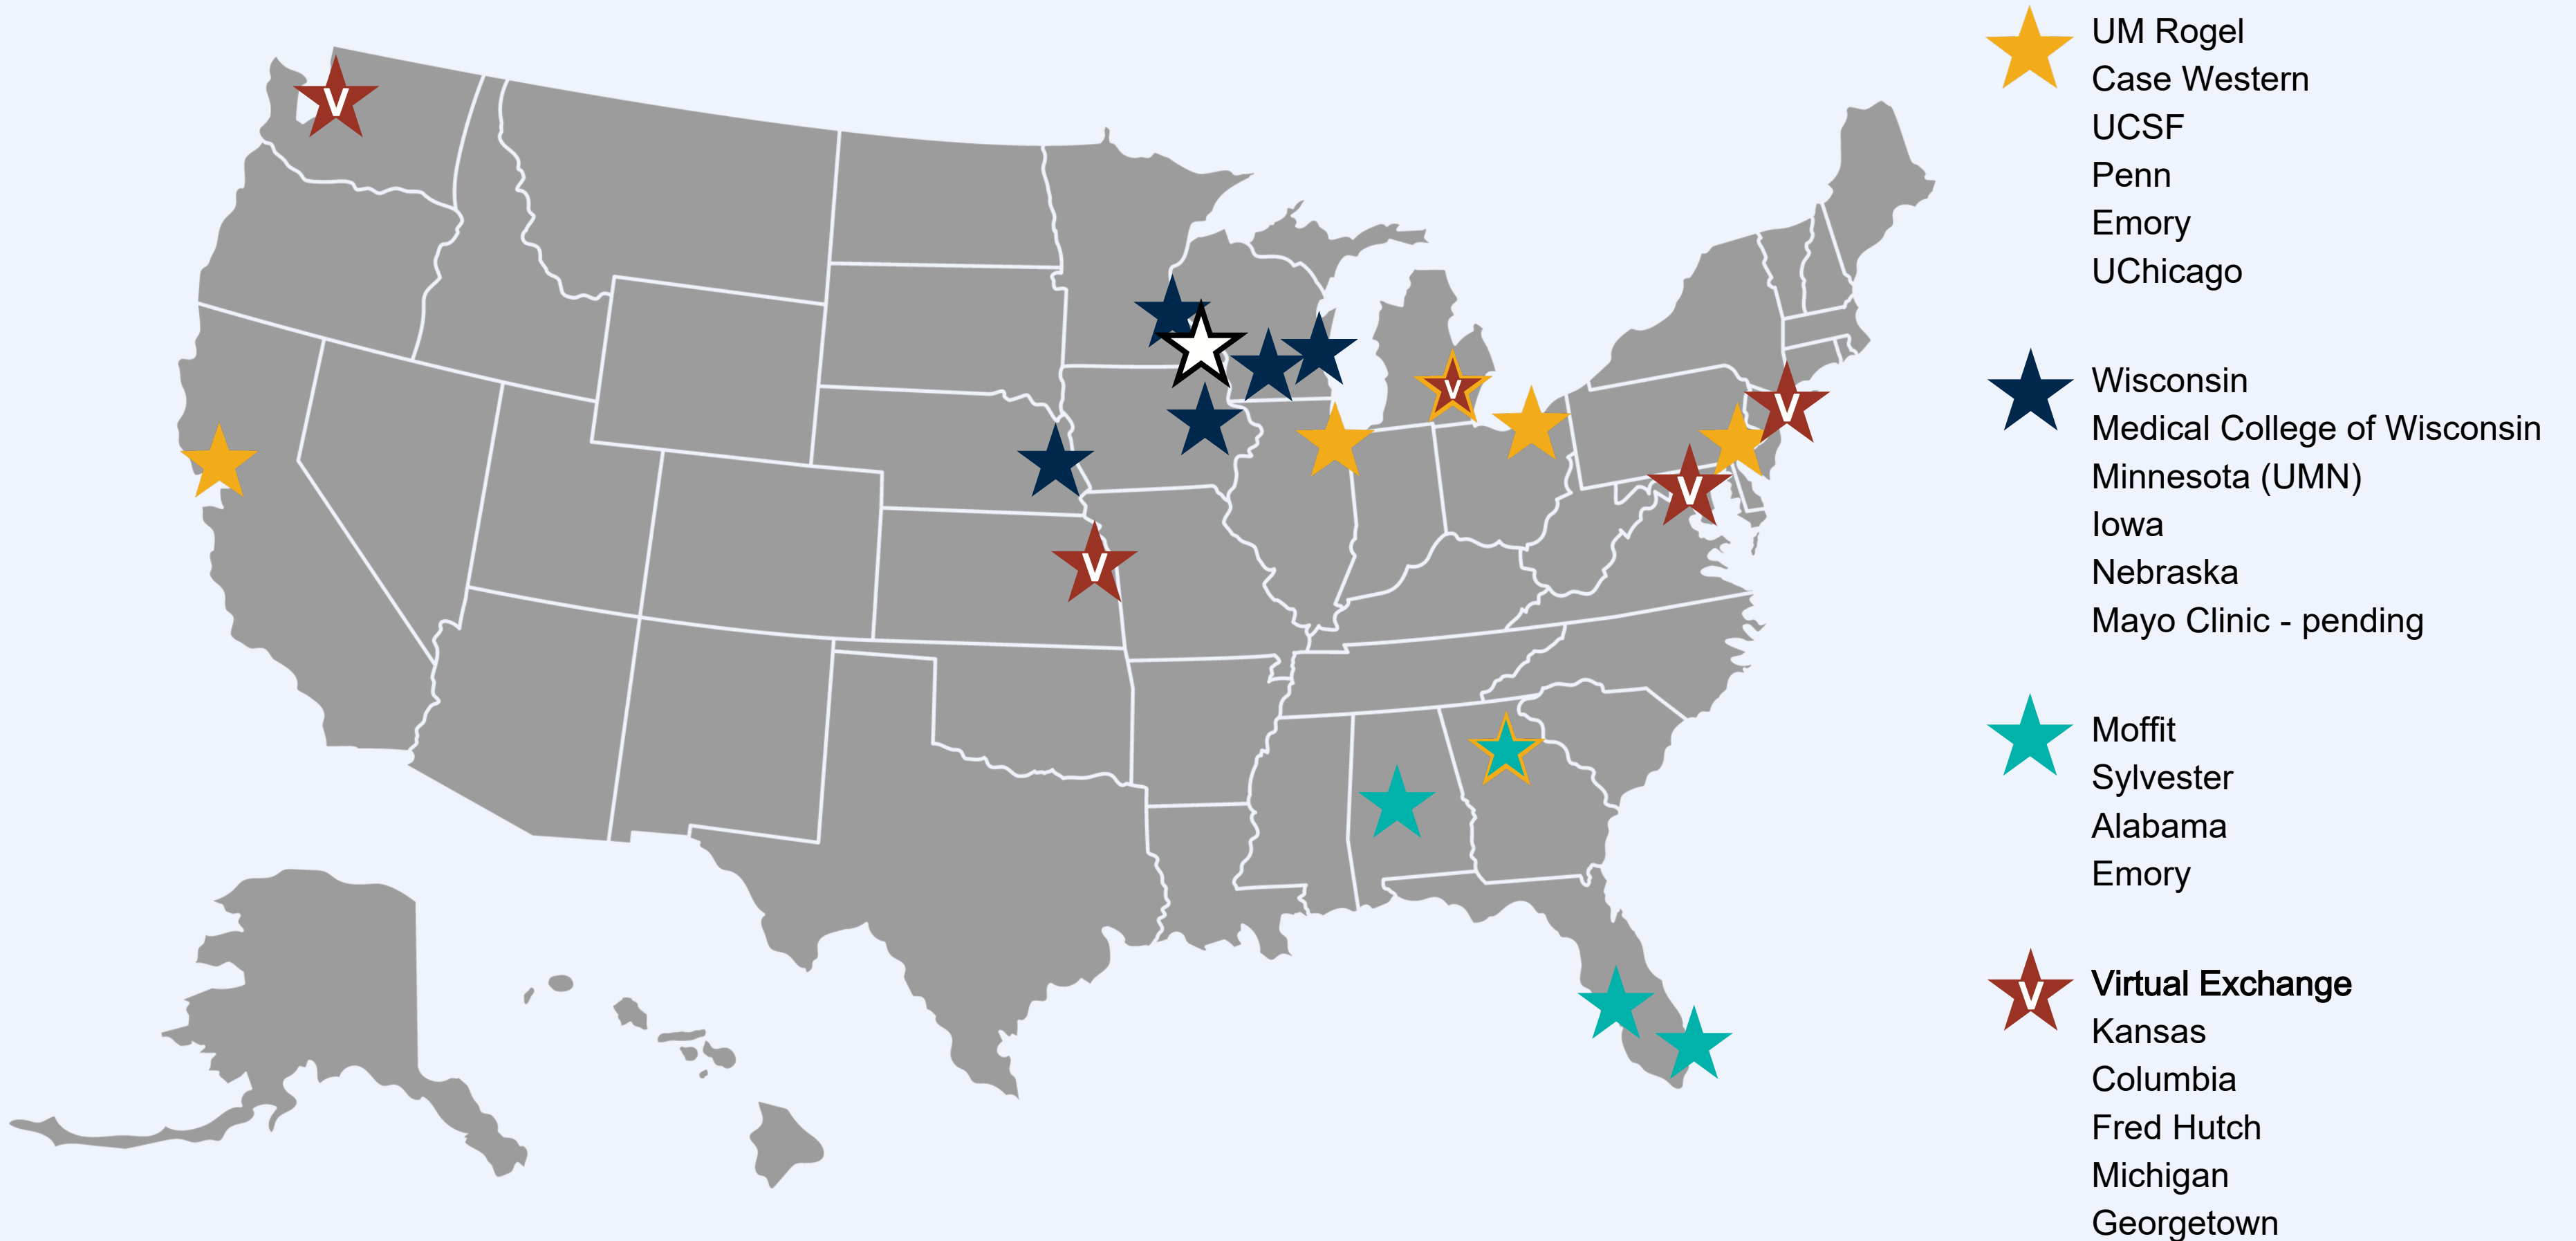 V
V
V
V
V
UM Rogel
Case Western
UCSF
Penn
Emory
UChicago
Wisconsin
Medical College of Wisconsin
Minnesota (UMN)
Iowa
Nebraska
Mayo Clinic - pending
Moffit
Sylvester
Alabama
Emory
V
Virtual Exchange
Kansas
Columbia
Fred Hutch
Michigan
Georgetown